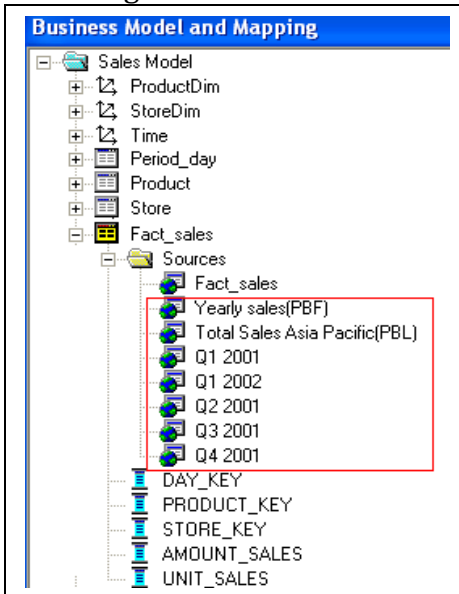 Business Model and Mapping
Sales Model
ProductDim
StoreDim
Time
Period_day
Product
Store
Fact_sales
Sources
Fact_sales
Yearly sales(PBF)
Total Sales Asia Pacific(PBL)
Q1 2001
Q1 2002
Q2 2001
Q3 2001
Q4 2001
DAY_KEY
PRODUCT_KEY
STORE_KEY
AMOUNT_SALES
UNIT_SALES